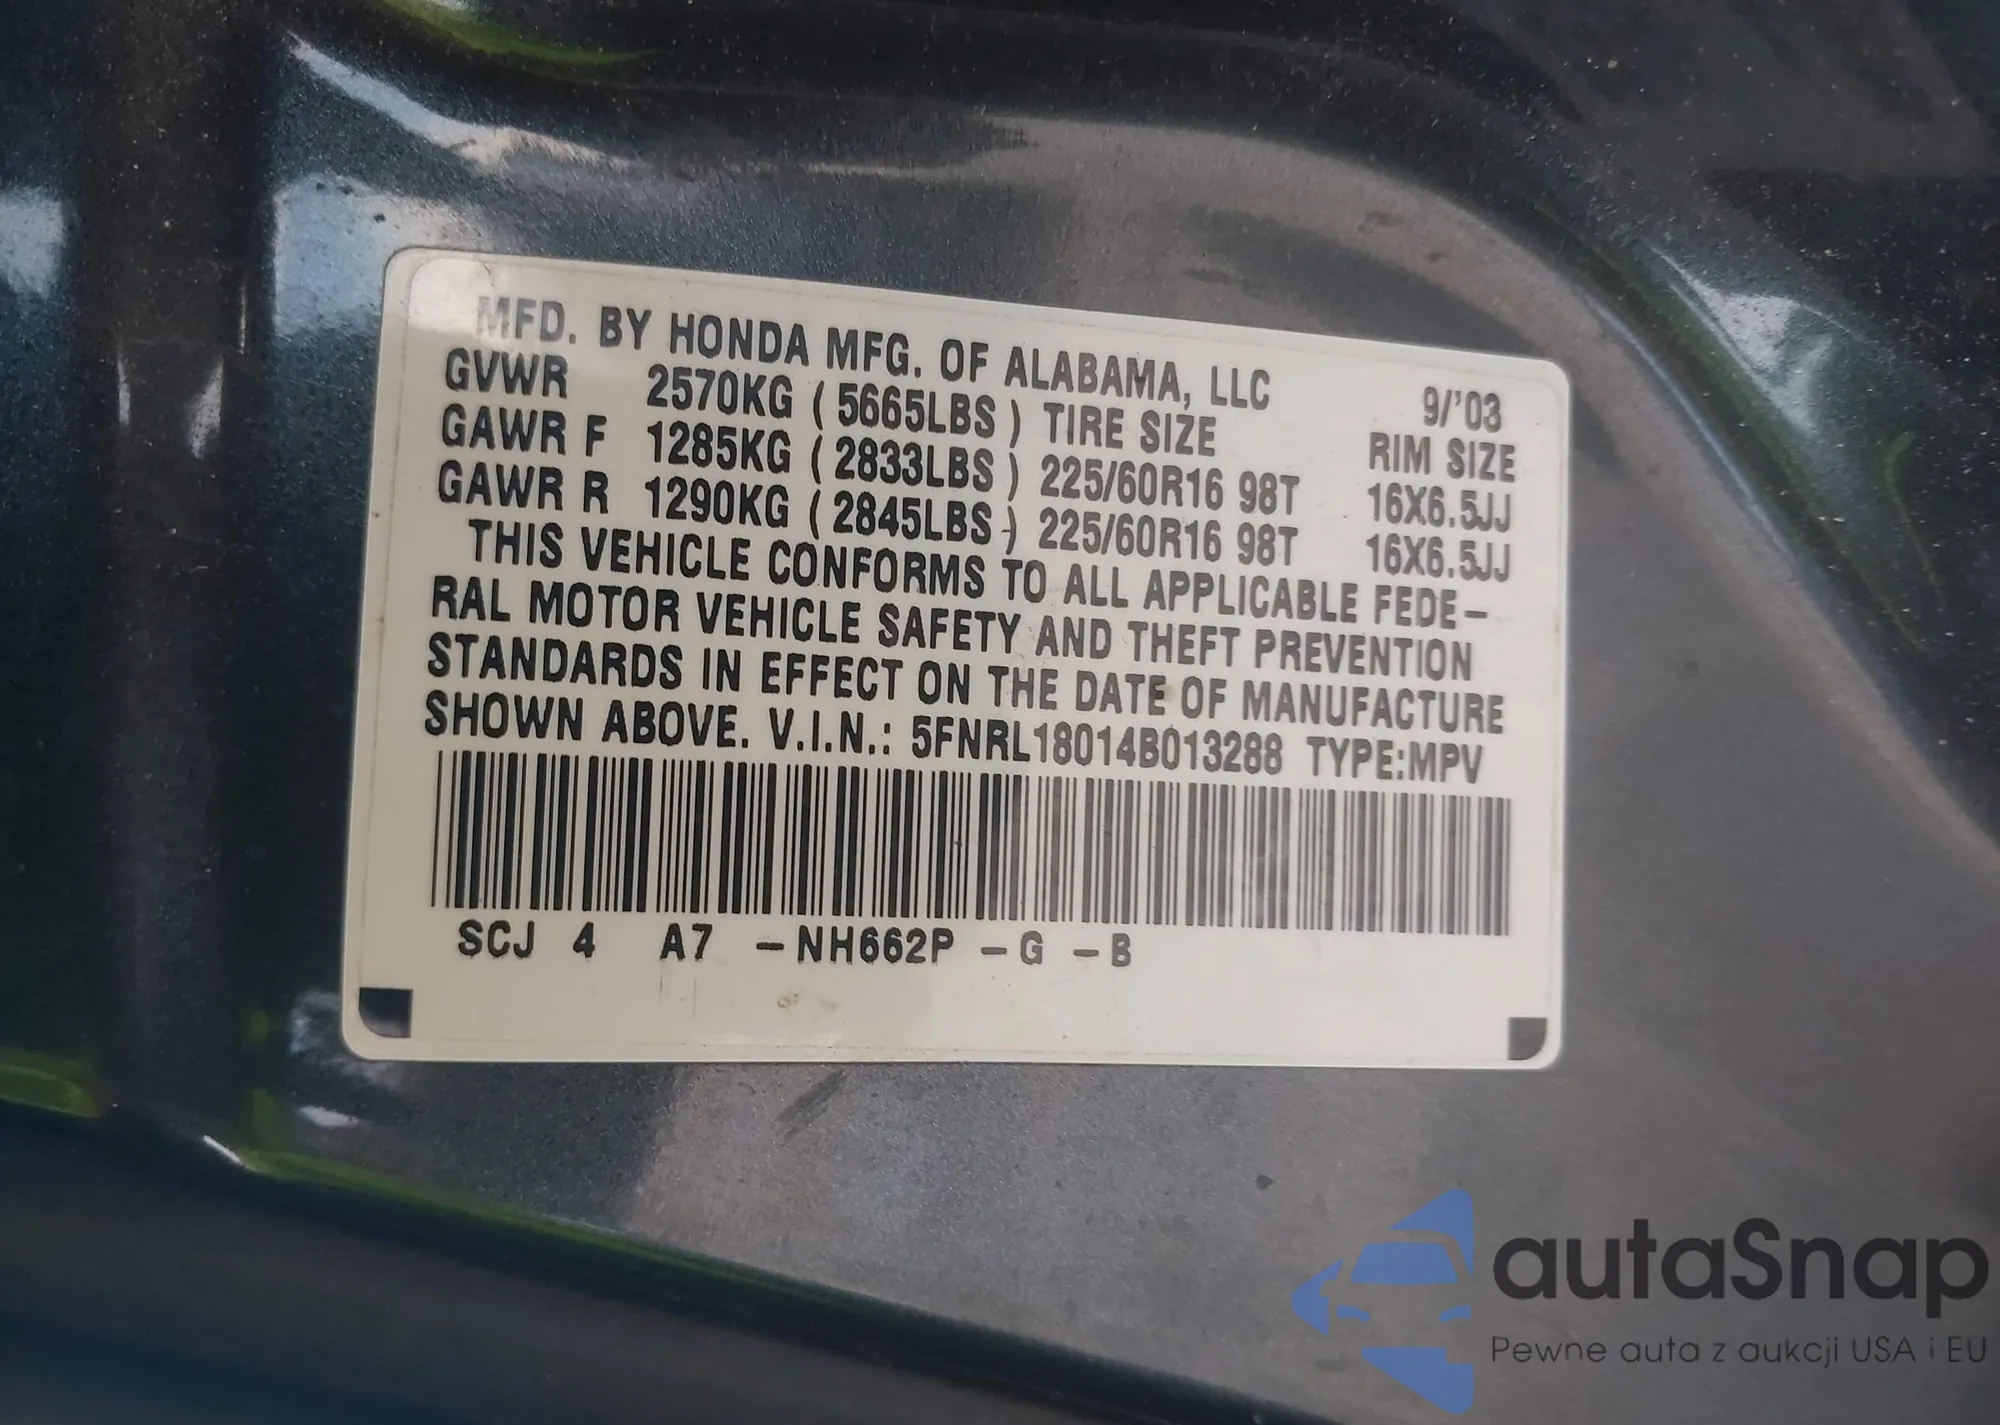 MFD. BY HONDA MFG. OF ALABAMA, LLC 9/'03
GVWR 2570KG ( 5665LBS ) TIRE SIZE RIM SIZE
GAWR F 1285KG ( 2833LBS ) 225/60R16 98T 16X6.5JJ
GAWR R 1290KG ( 2845LBS ) 225/60R16 98T 16X6.5JJ
THIS VEHICLE CONFORMS TO ALL APPLICABLE FEDE-
RAL MOTOR VEHICLE SAFETY AND THEFT PREVENTION
STANDARDS IN EFFECT ON THE DATE OF MANUFACTURE
SHOWN ABOVE. V.I.N.: 5FNRL18014B013288 TYPE:MPV
SCJ 4 A7 -NH662P -G -B
autaSnap
Pewne auta z aukcji USA i EU